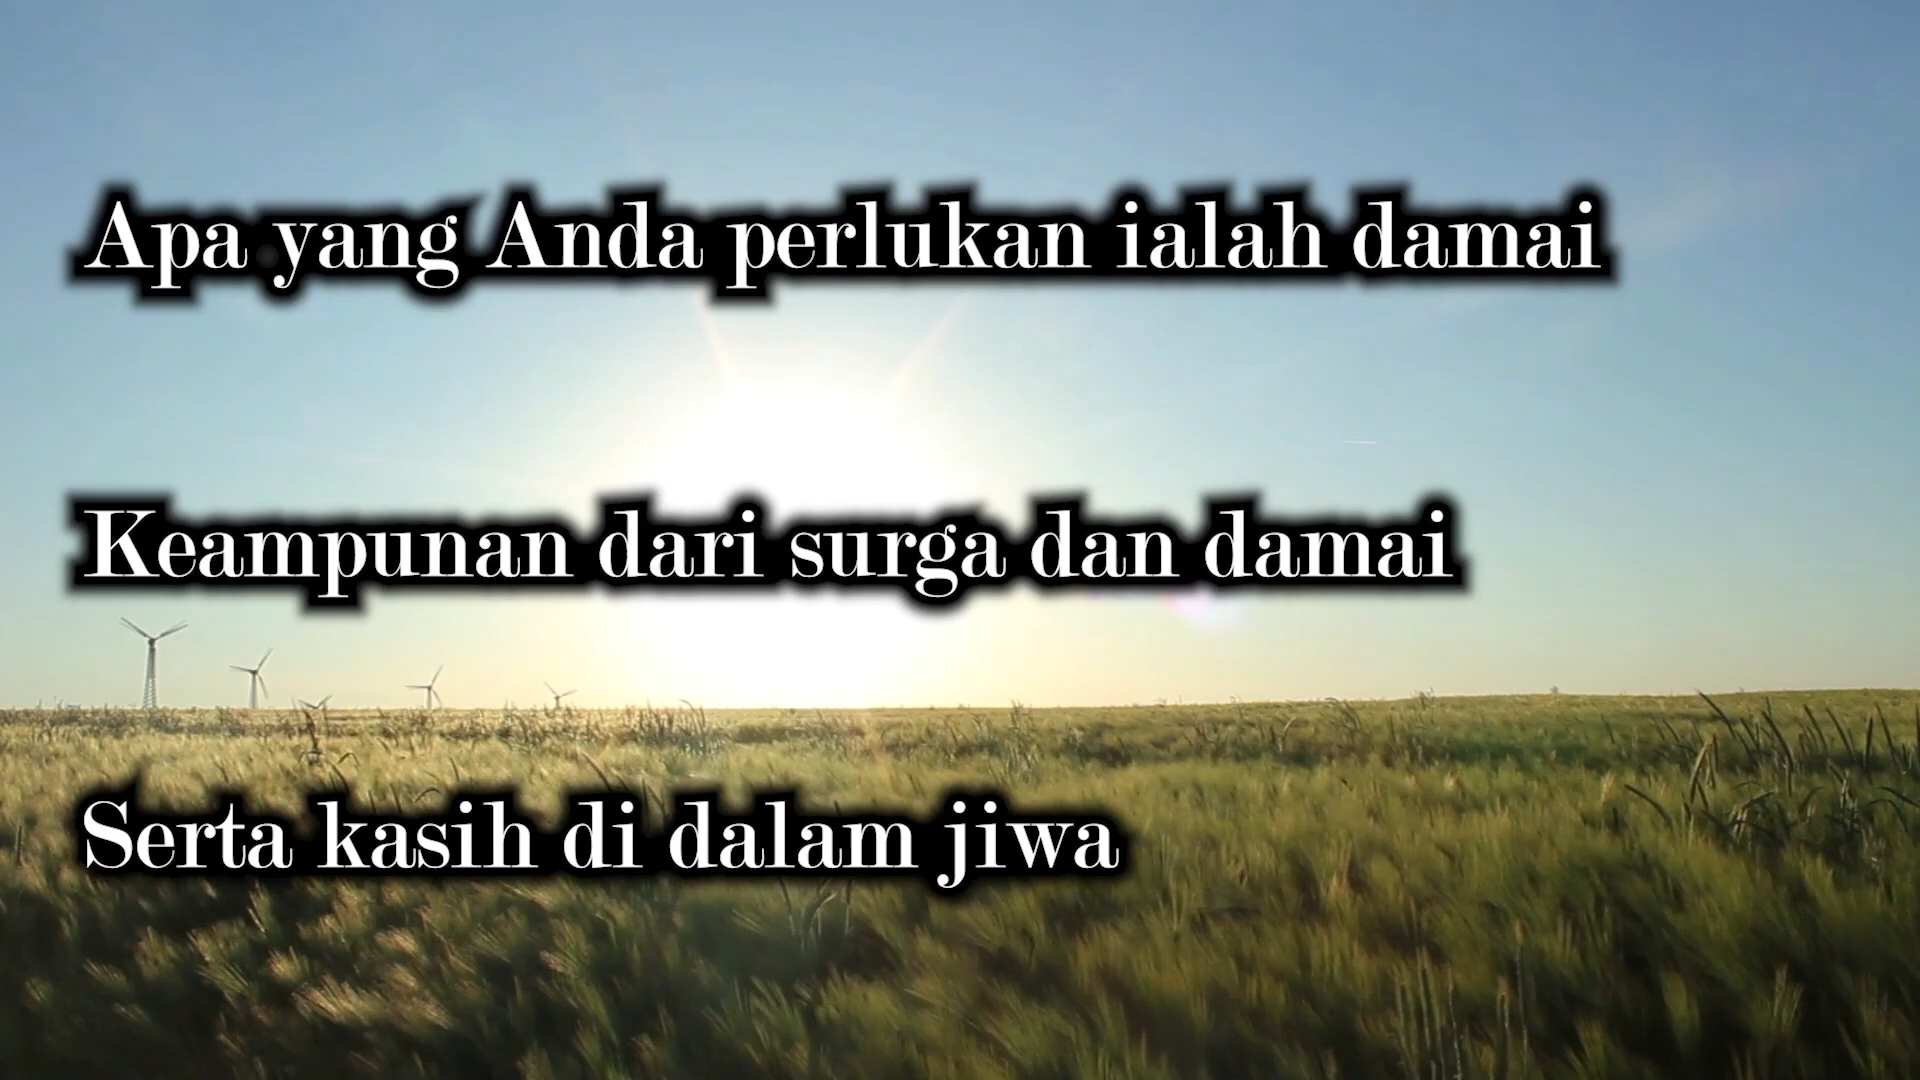 Apa yang Anda perlukan ialah damai
Keampunan dari surga dan damai
Serta kasih di dalam jiwa